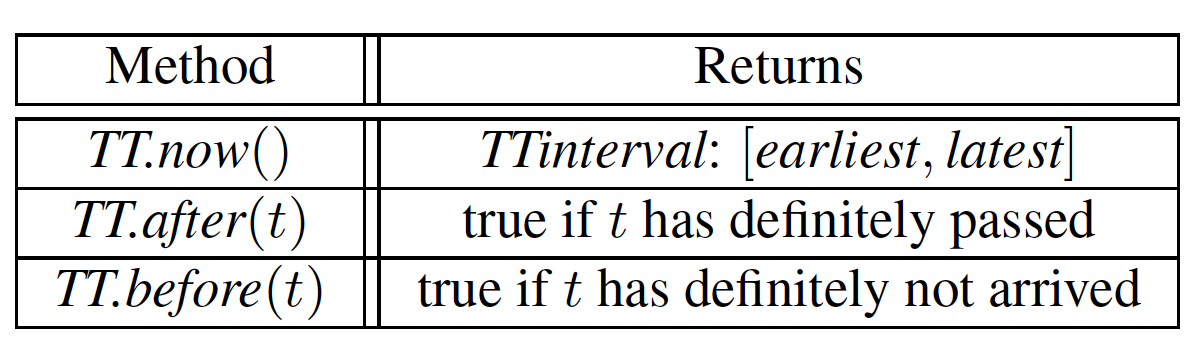 Method Returns
TT.now() TTinterval: [earliest, latest]
TT.after(t) true if t has definitely passed
TT.before(t) true if t has definitely not arrived